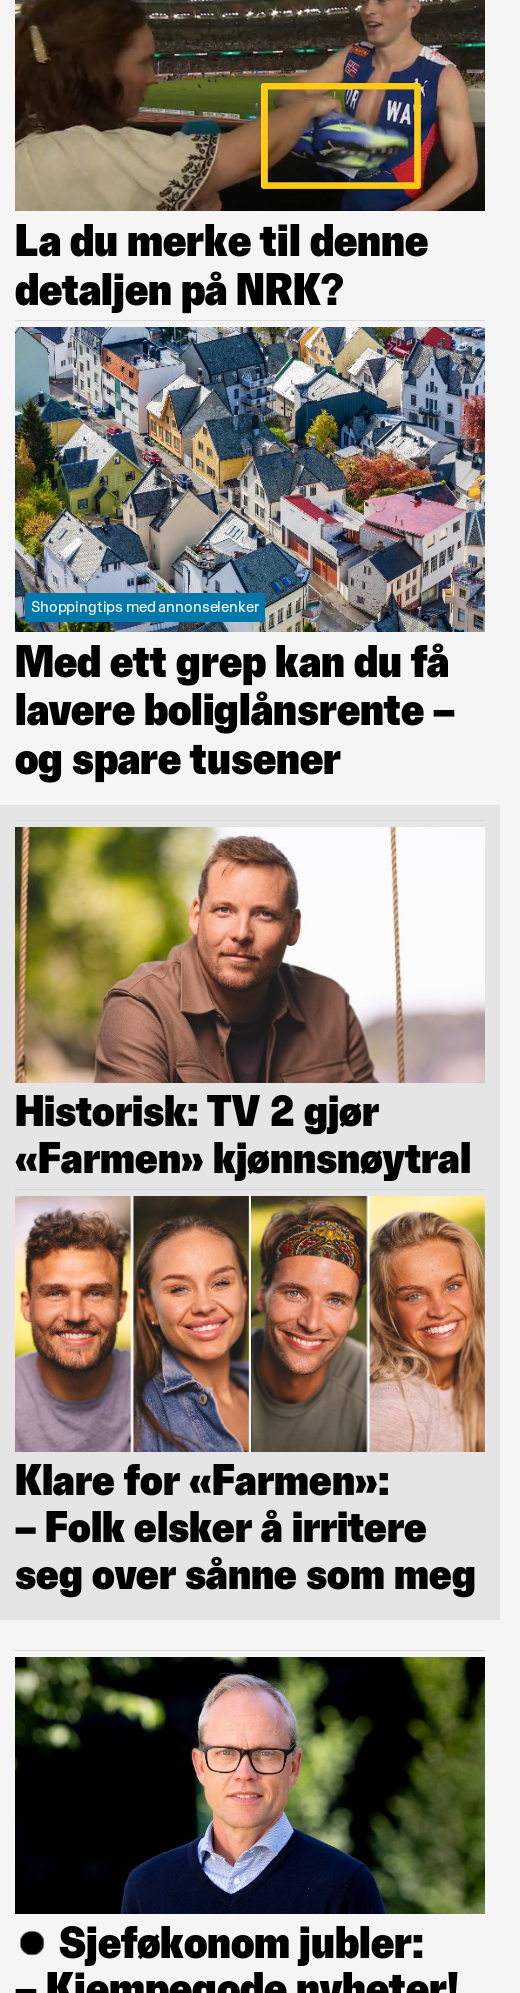 OR
WA
La du merke til denne
detaljen på NRK?
Shoppingtips med annonselenker
Med ett grep kan du få
lavere boliglånsrente –
og spare tusener
Historisk: TV 2 gjør
«Farmen» kjønnsnøytral
Klare for «Farmen»:
– Folk elsker å irritere
seg over sånne som meg
● Sjeføkonom jubler:
– Kjempegode nyheter!